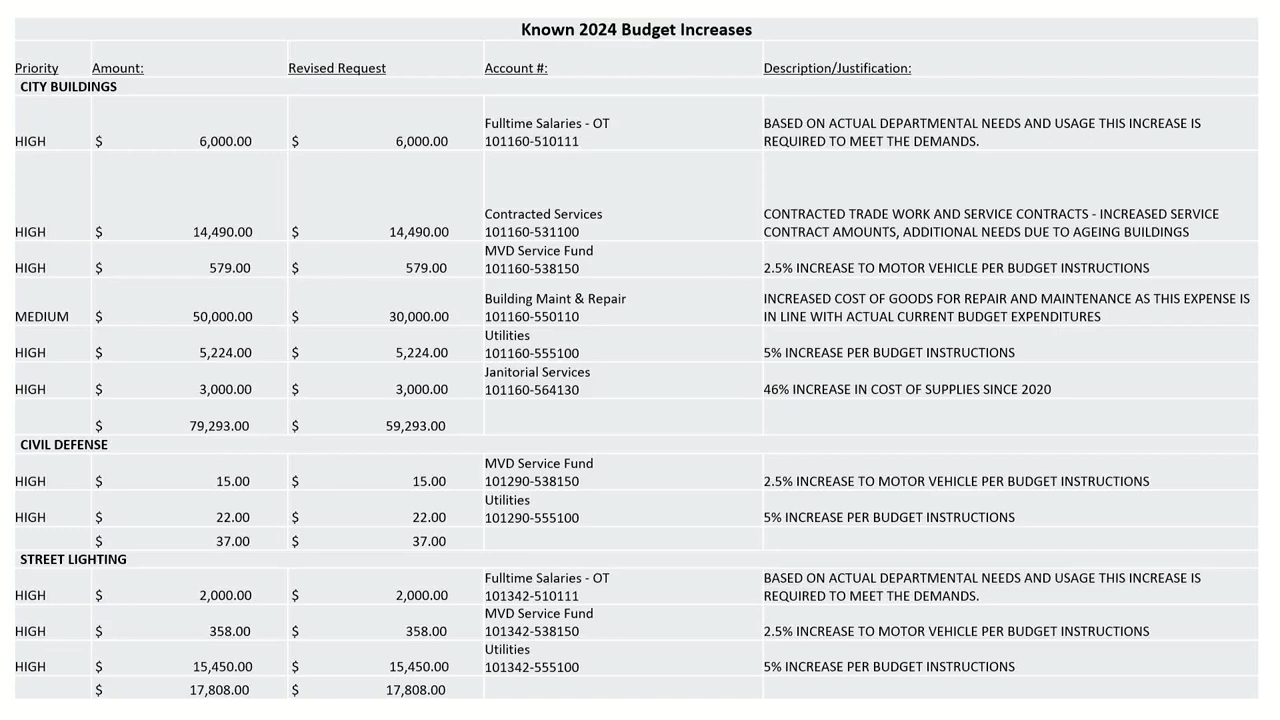 Known 2024 Budget Increases
Priority Amount: Revised Request Account #: Description/Justification:
CITY BUILDINGS
Fulltime Salaries - OT BASED ON ACTUAL DEPARTMENTAL NEEDS AND USAGE THIS INCREASE IS
HIGH $ 6,000.00 $ 6,000.00 101160-510111 REQUIRED TO MEET THE DEMANDS.
Contracted Services CONTRACTED TRADE WORK AND SERVICE CONTRACTS - INCREASED SERVICE
HIGH $ 14,490.00 $ 14,490.00 101160-531100 CONTRACT AMOUNTS, ADDITIONAL NEEDS DUE TO AGEING BUILDINGS
MVD Service Fund
HIGH $ 579.00 $ 579.00 101160-538150 2.5% INCREASE TO MOTOR VEHICLE PER BUDGET INSTRUCTIONS
Building Maint & Repair INCREASED COST OF GOODS FOR REPAIR AND MAINTENANCE AS THIS EXPENSE IS
MEDIUM $ 50,000.00 $ 30,000.00 101160-550110 IN LINE WITH ACTUAL CURRENT BUDGET EXPENDITURES
Utilities
HIGH $ 5,224.00 $ 5,224.00 101160-555100 5% INCREASE PER BUDGET INSTRUCTIONS
Janitorial Services
HIGH $ 3,000.00 $ 3,000.00 101160-564130 46% INCREASE IN COST OF SUPPLIES SINCE 2020
$ 79,293.00 $ 59,293.00
CIVIL DEFENSE
MVD Service Fund
HIGH $ 15.00 $ 15.00 101290-538150 2.5% INCREASE TO MOTOR VEHICLE PER BUDGET INSTRUCTIONS
Utilities
HIGH $ 22.00 $ 22.00 101290-555100 5% INCREASE PER BUDGET INSTRUCTIONS
$ 37.00 $ 37.00
STREET LIGHTING
Fulltime Salaries - OT BASED ON ACTUAL DEPARTMENTAL NEEDS AND USAGE THIS INCREASE IS
HIGH $ 2,000.00 $ 2,000.00 101342-510111 REQUIRED TO MEET THE DEMANDS.
MVD Service Fund
HIGH $ 358.00 $ 358.00 101342-538150 2.5% INCREASE TO MOTOR VEHICLE PER BUDGET INSTRUCTIONS
Utilities
HIGH $ 15,450.00 $ 15,450.00 101342-555100 5% INCREASE PER BUDGET INSTRUCTIONS
$ 17,808.00 $ 17,808.00